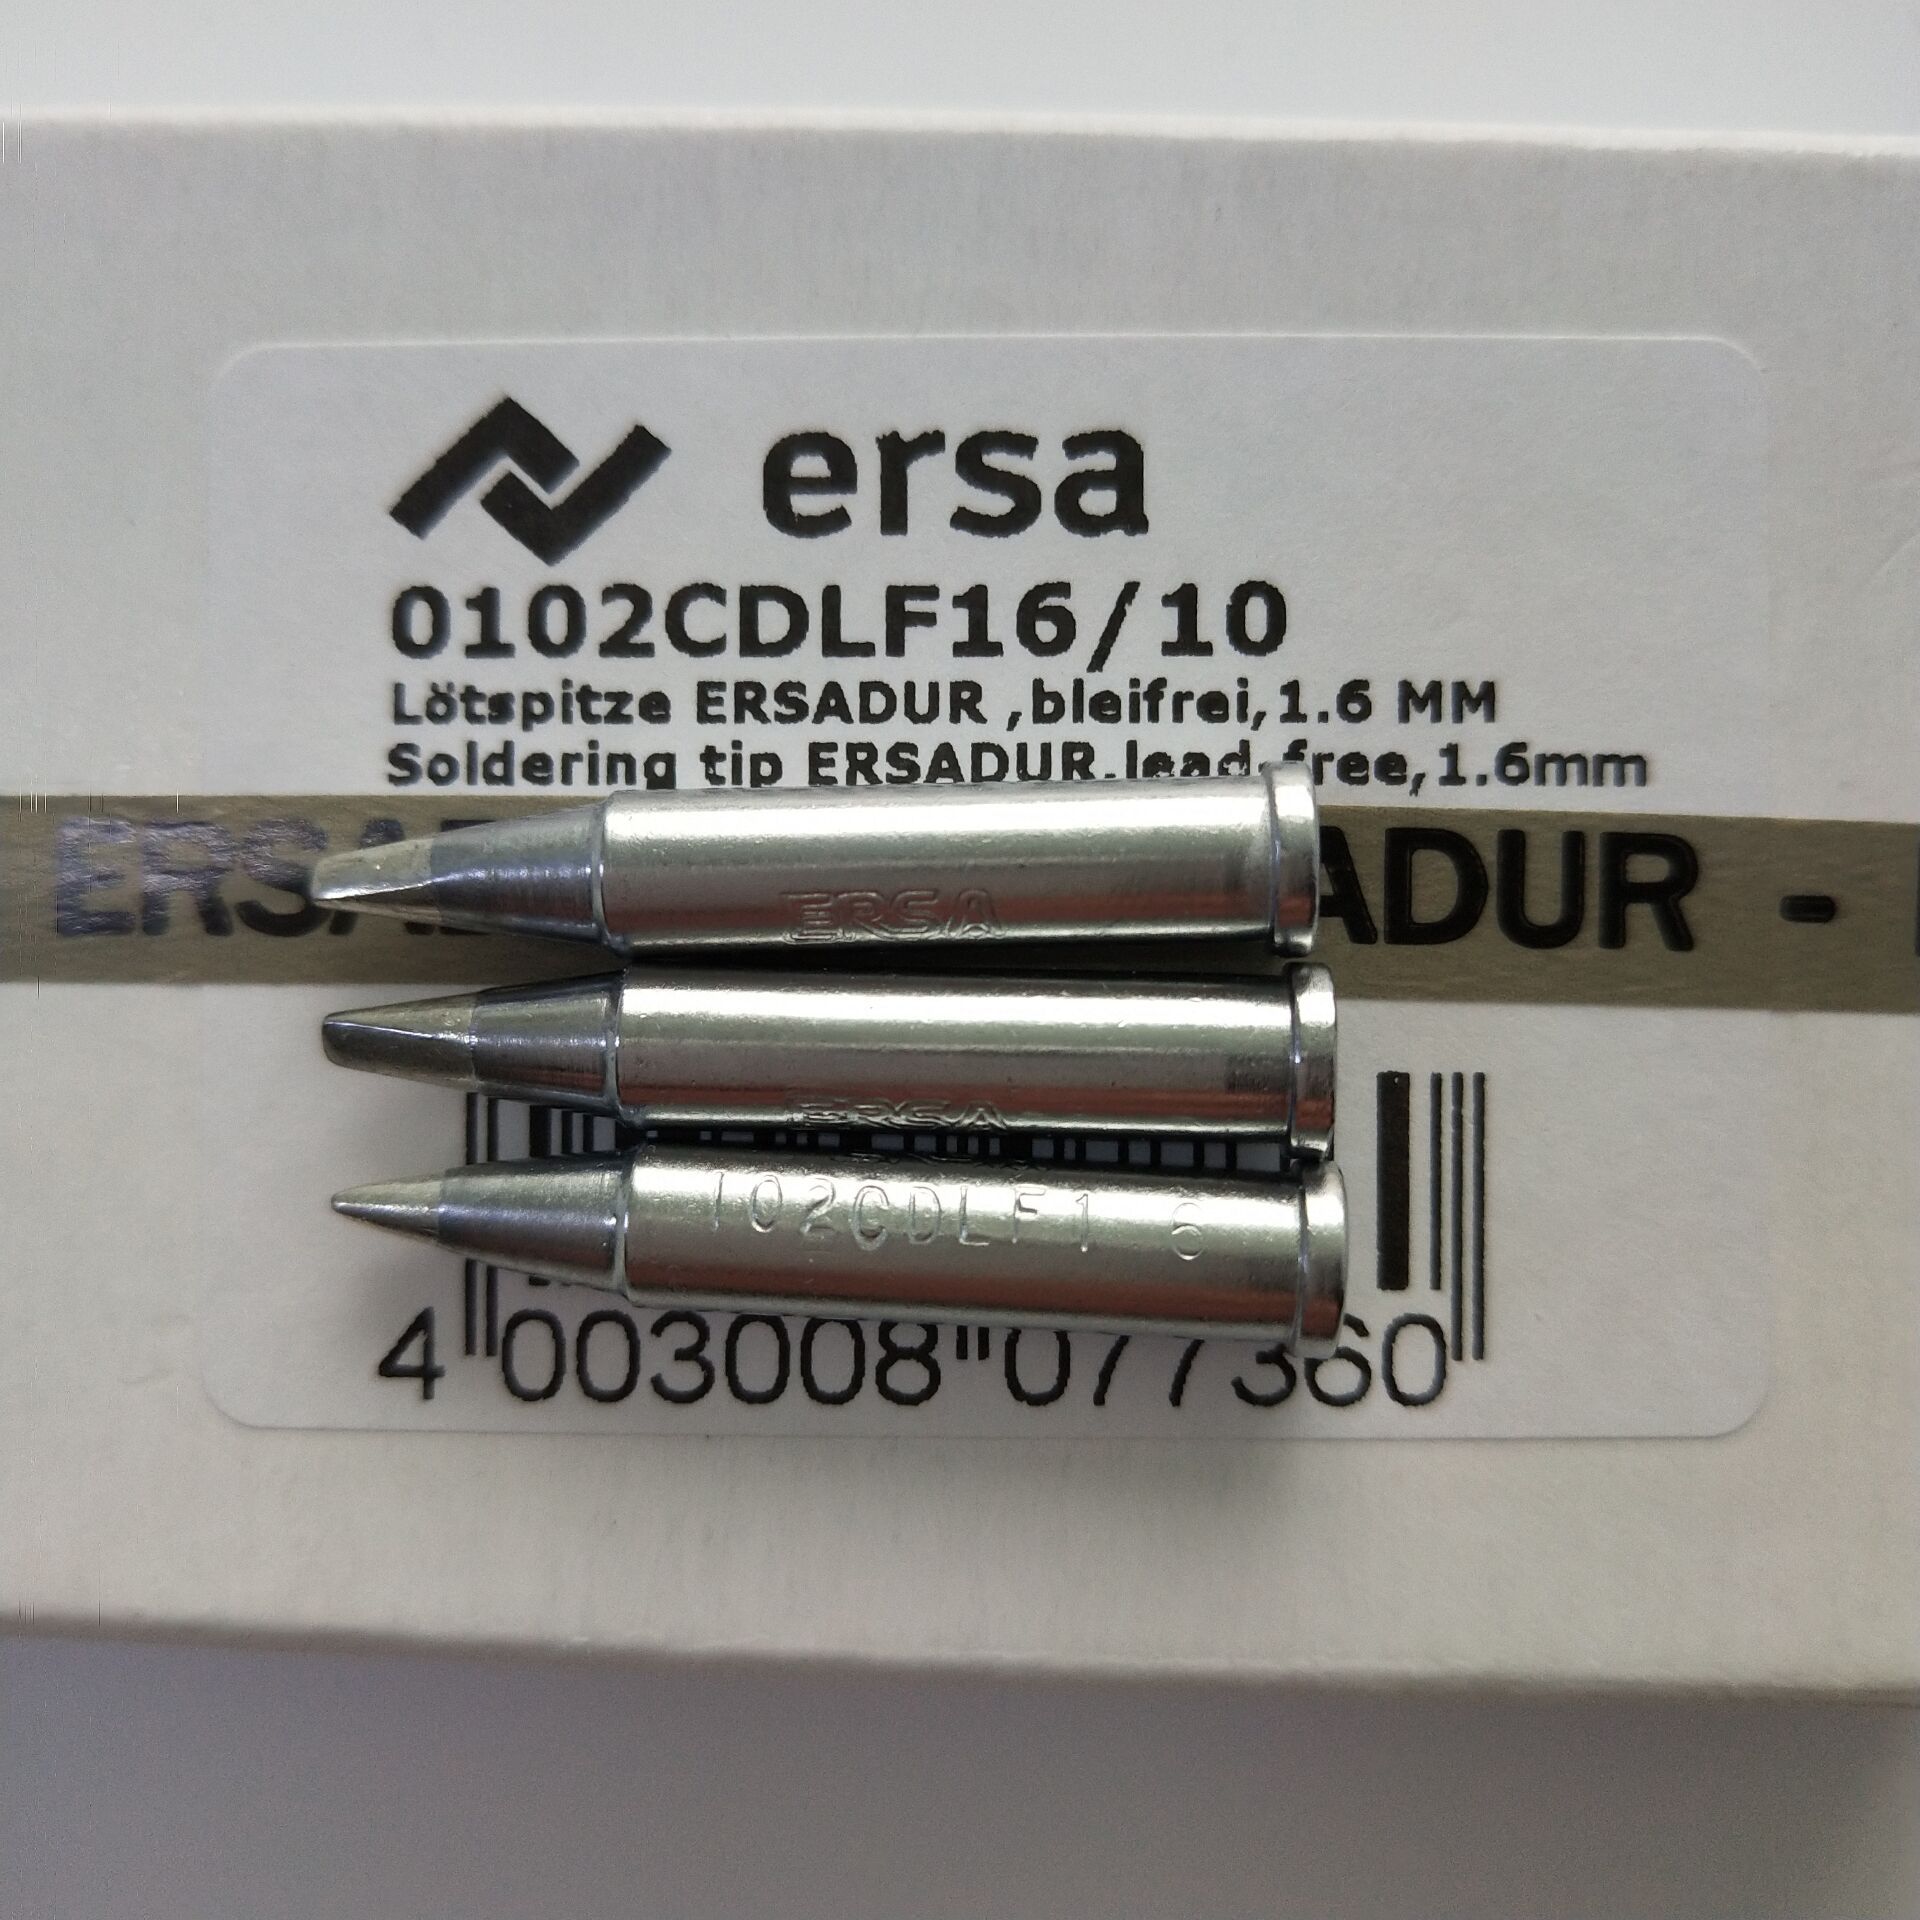 ersa
0102CDLF16/10
Lötspitze ERSADUR ,bleifrei,1.6 MM
Soldering tip ERSADUR,lead-free,1.6mm
ADUR -
ERSA
ERSA
102CDLF1 6
4 003008 077360